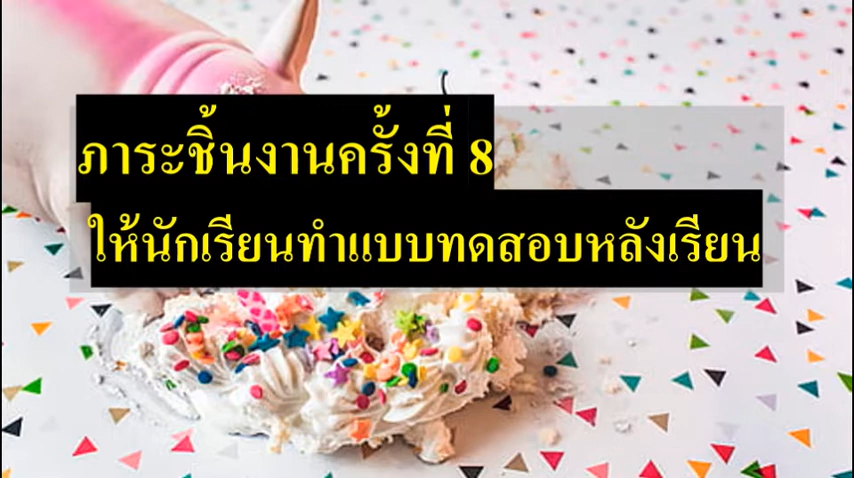 ภาระชิ้นงานครั้งที่ 8
ให้นักเรียนทำแบบทดสอบหลังเรียน